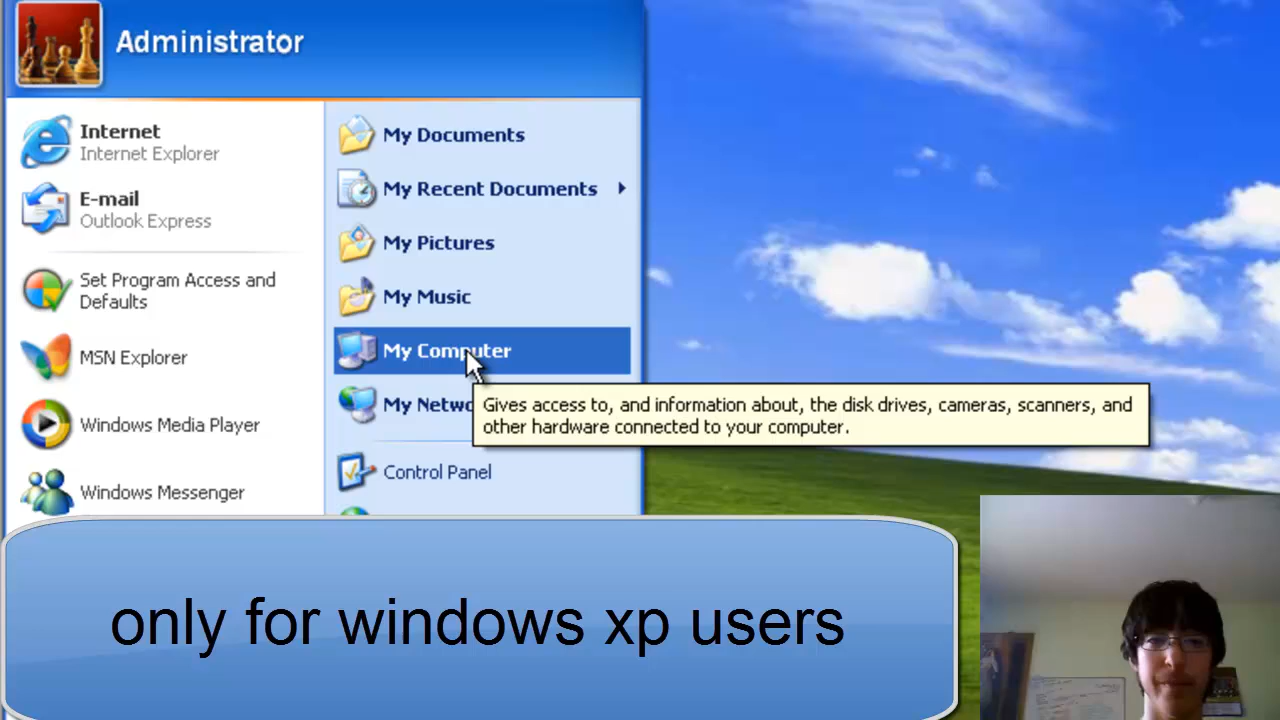 Administrator
Internet
Internet Explorer
E-mail
Outlook Express
Set Program Access and
Defaults
MSN Explorer
Windows Media Player
Windows Messenger
My Documents
My Recent Documents
My Pictures
My Music
My Computer
My Netwo
Control Panel
Gives access to, and information about, the disk drives, cameras, scanners, and
other hardware connected to your computer.
only for windows xp users